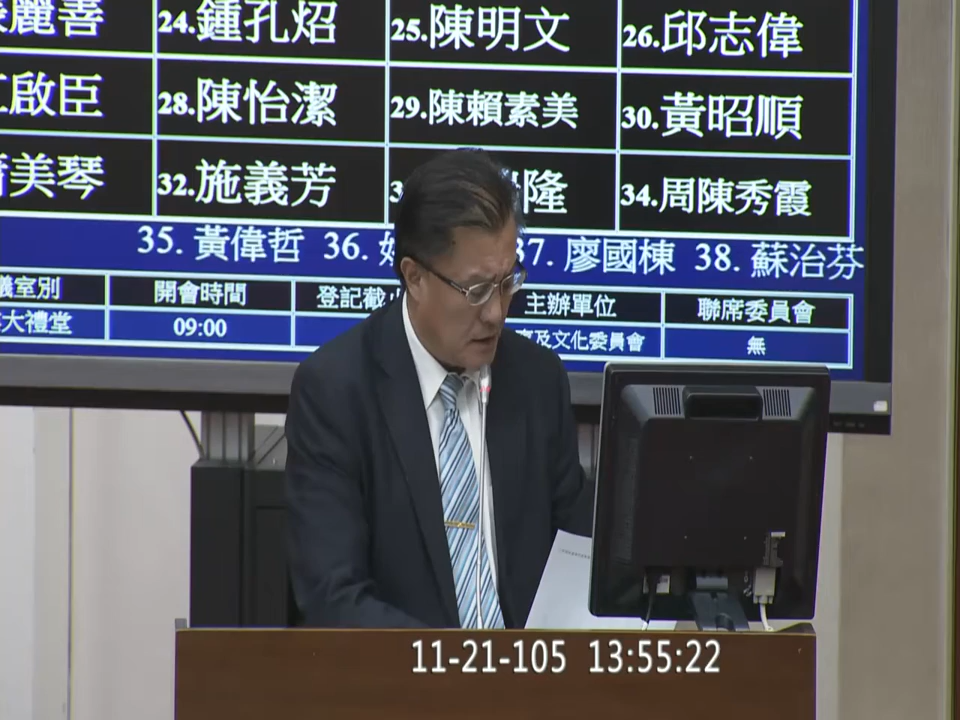 麗善 24.鍾孔炤 25.陳明文 26.邱志偉
啟臣 28.陳怡潔 29.陳賴素美 30.黃昭順
美琴 32.施義芳 隆 34.周陳秀霞
35. 黃偉哲 36. 37. 廖國棟 38. 蘇治芬
議室別 開會時間 登記截 主辦單位 聯席委員會
大禮堂 09:00 育及文化委員會 無
11-21-105 13:55:22